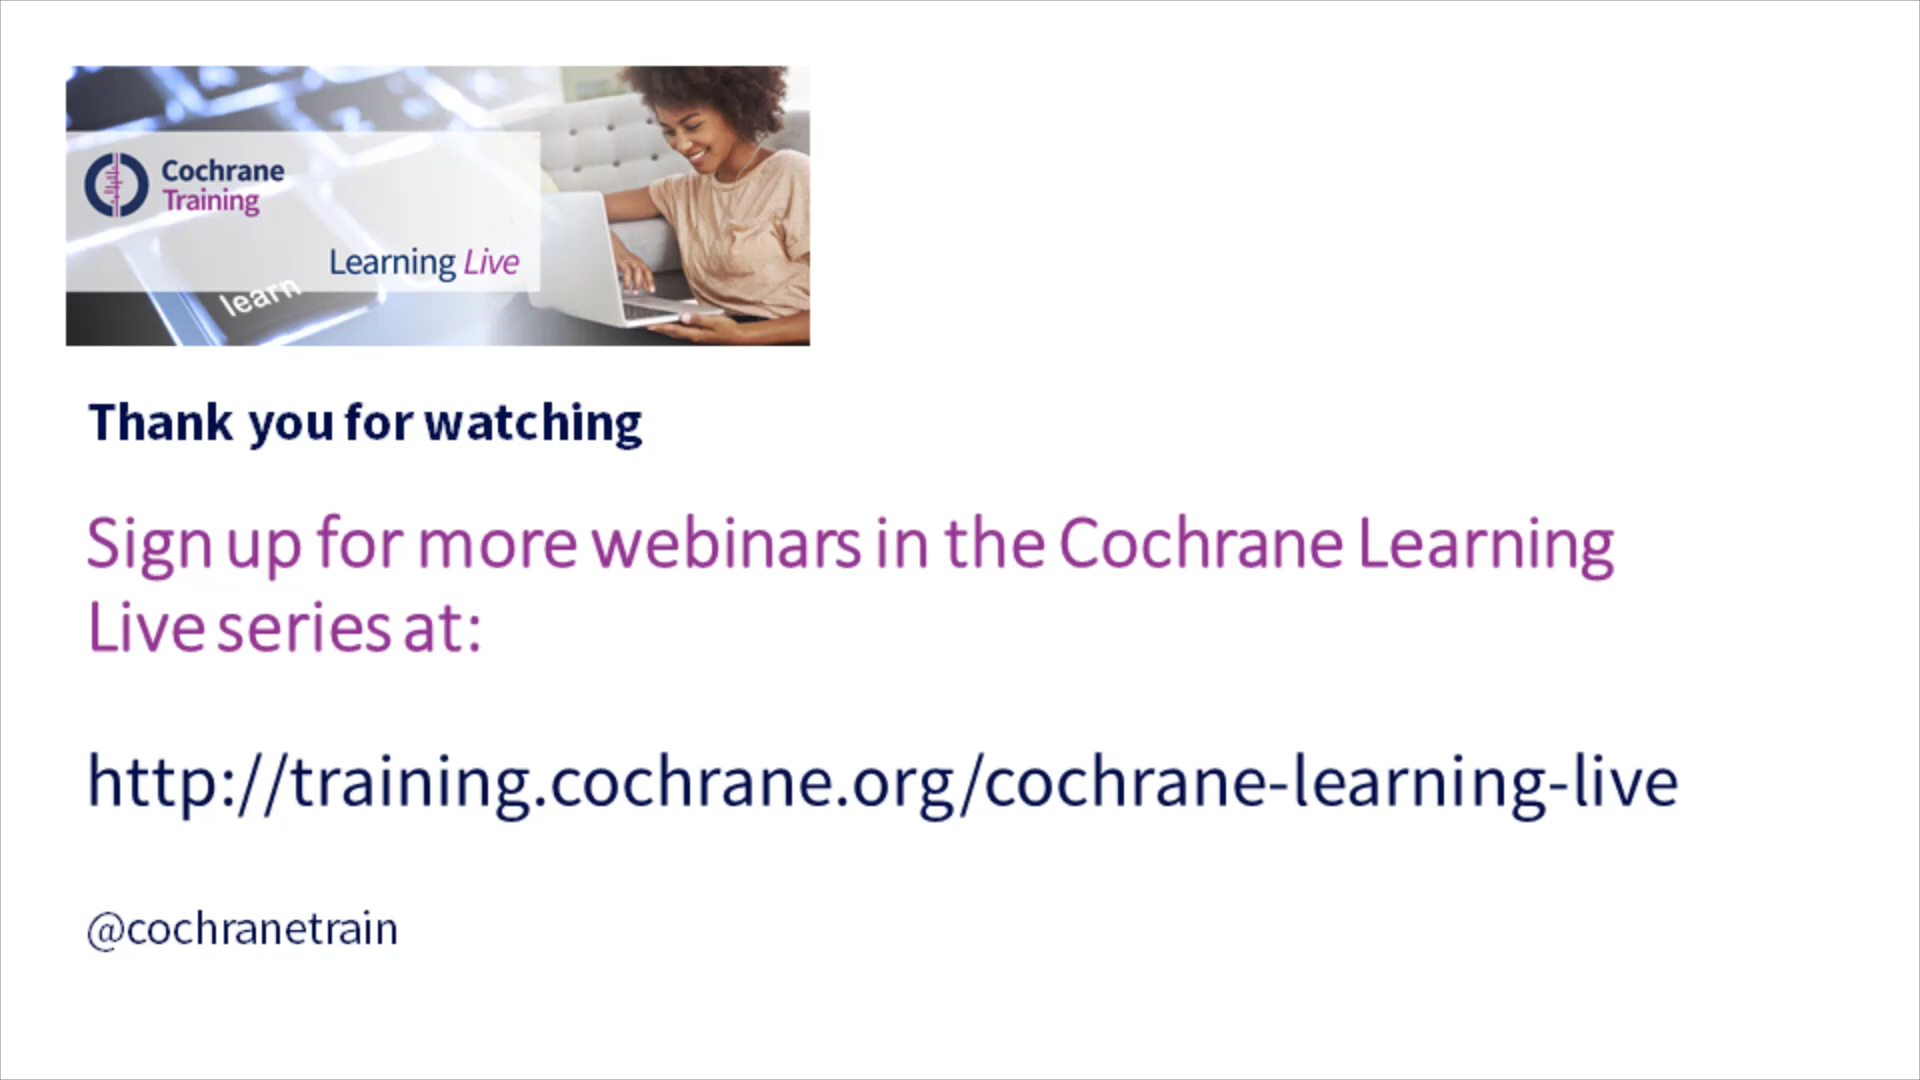 Cochrane
Training
Learning Live
learn
Thank you for watching
Sign up for more webinars in the Cochrane Learning
Live series at:
http://training.cochrane.org/cochrane-learning-live
@cochranetrain